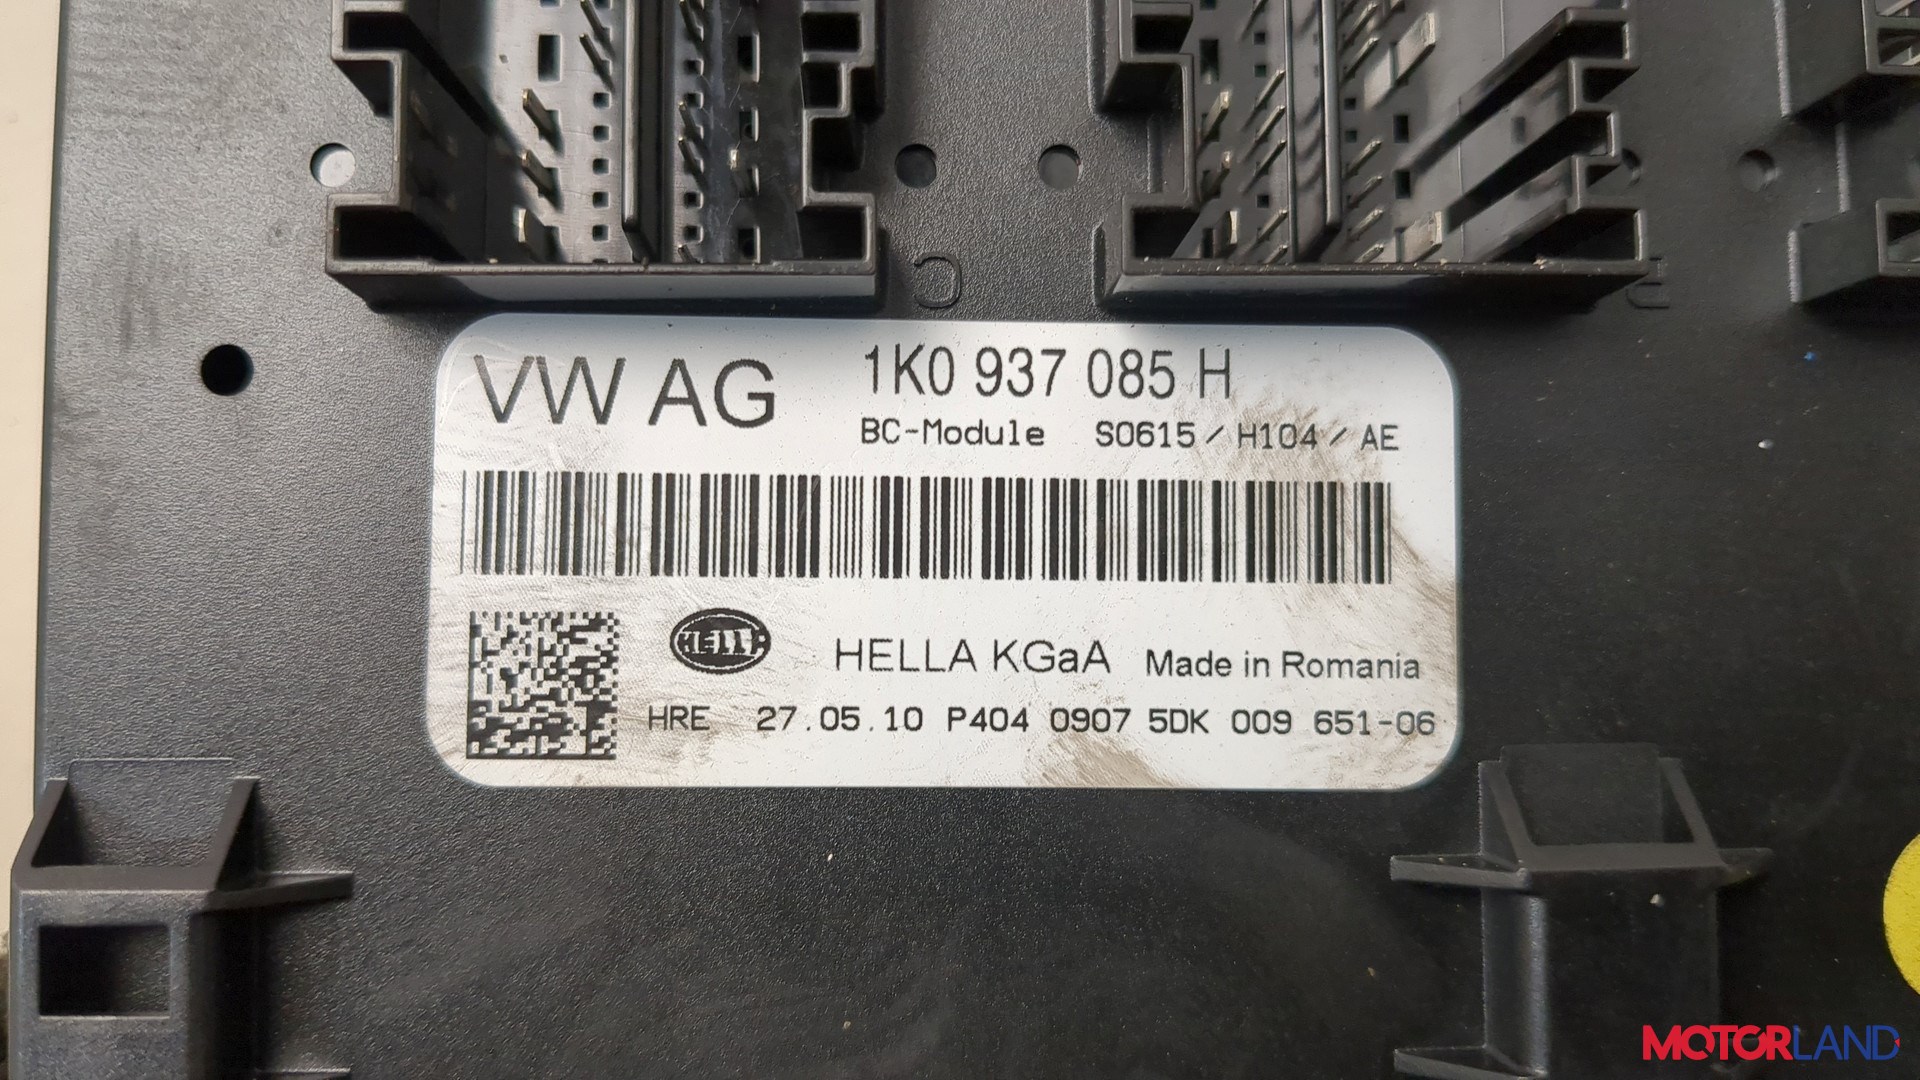 C
VW AG
1K0 937 085 H
BC-Module S0615 / H104 / AE
HELLA
HELLA KGaA Made in Romania
HRE 27.05.10 P404 0907 5DK 009 651-06
MOTORLAND